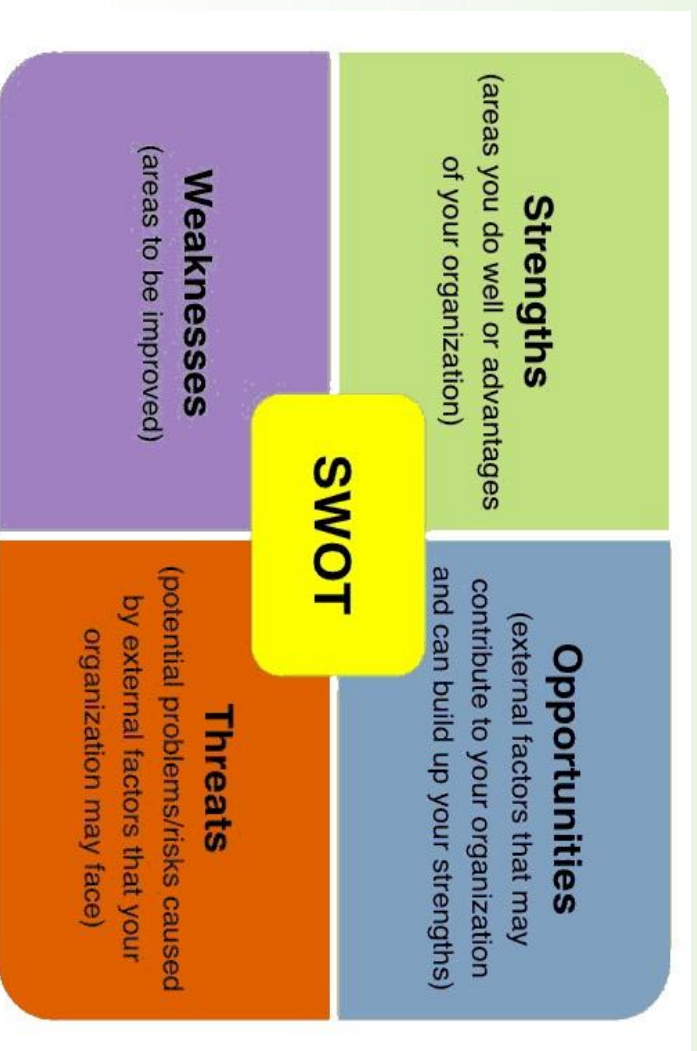 Strengths
(areas you do well or advantages
of your organization)
Opportunities
(external factors that may
contribute to your organization
and can build up your strengths)
SWOT
Weaknesses
(areas to be improved)
Threats
(potential problems/risks caused
by external factors that your
organization may face)